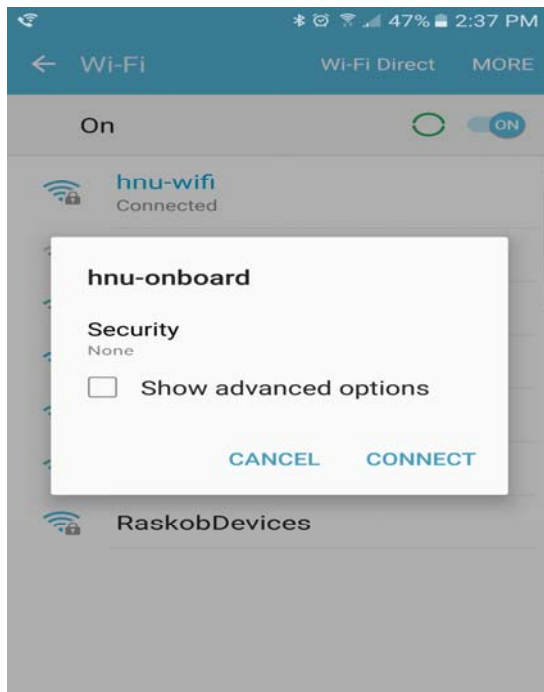 47% 2:37 PM
Wi-Fi Wi-Fi Direct MORE
On ON
hnu-wifi
Connected
hnu-onboard
Security
None
Show advanced options
CANCEL CONNECT
RaskobDevices